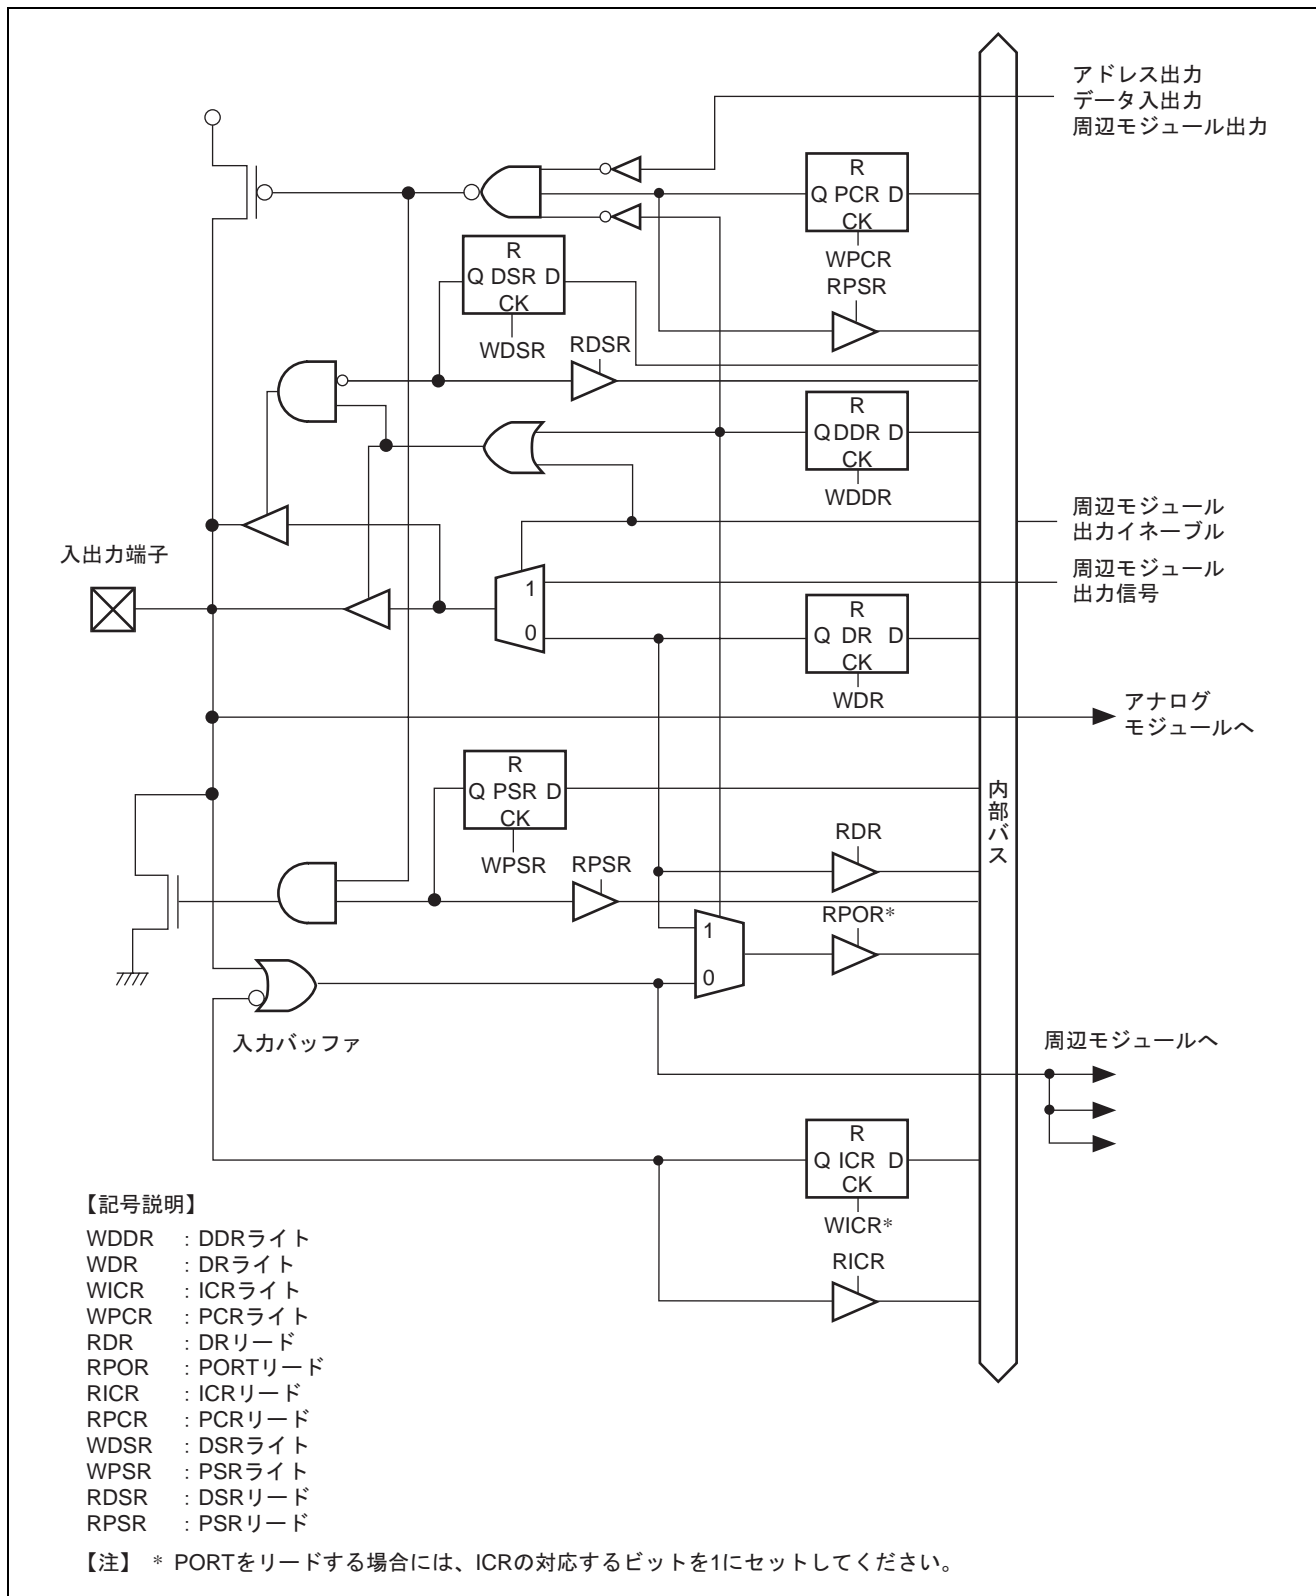 アドレス出力
データ入出力
周辺モジュール出力
R
Q PCR D
CK
WPCR
RPSR
R
Q DSR D
CK
WDSR
RDSR
R
Q DDR D
CK
WDDR
周辺モジュール
出力イネーブル
周辺モジュール
出力信号
入出力端子
1
0
R
Q DR D
CK
WDR
アナログ
モジュールへ
R
Q PSR D
CK
WPSR
RPSR
内部バス
RDR
RPOR*
1
0
入力バッファ
周辺モジュールへ
R
Q ICR D
CK
WICR*
RICR
【記号説明】
WDDR : DDRライト
WDR : DRライト
WICR : ICRライト
WPCR : PCRライト
RDR : DRリード
RPOR : PORTリード
RICR : ICRリード
RPCR : PCRリード
WDSR : DSRライト
WPSR : PSRライト
RDSR : DSRリード
RPSR : PSRリード
【注】 * PORTをリードする場合には、ICRの対応するビットを1にセットしてください。